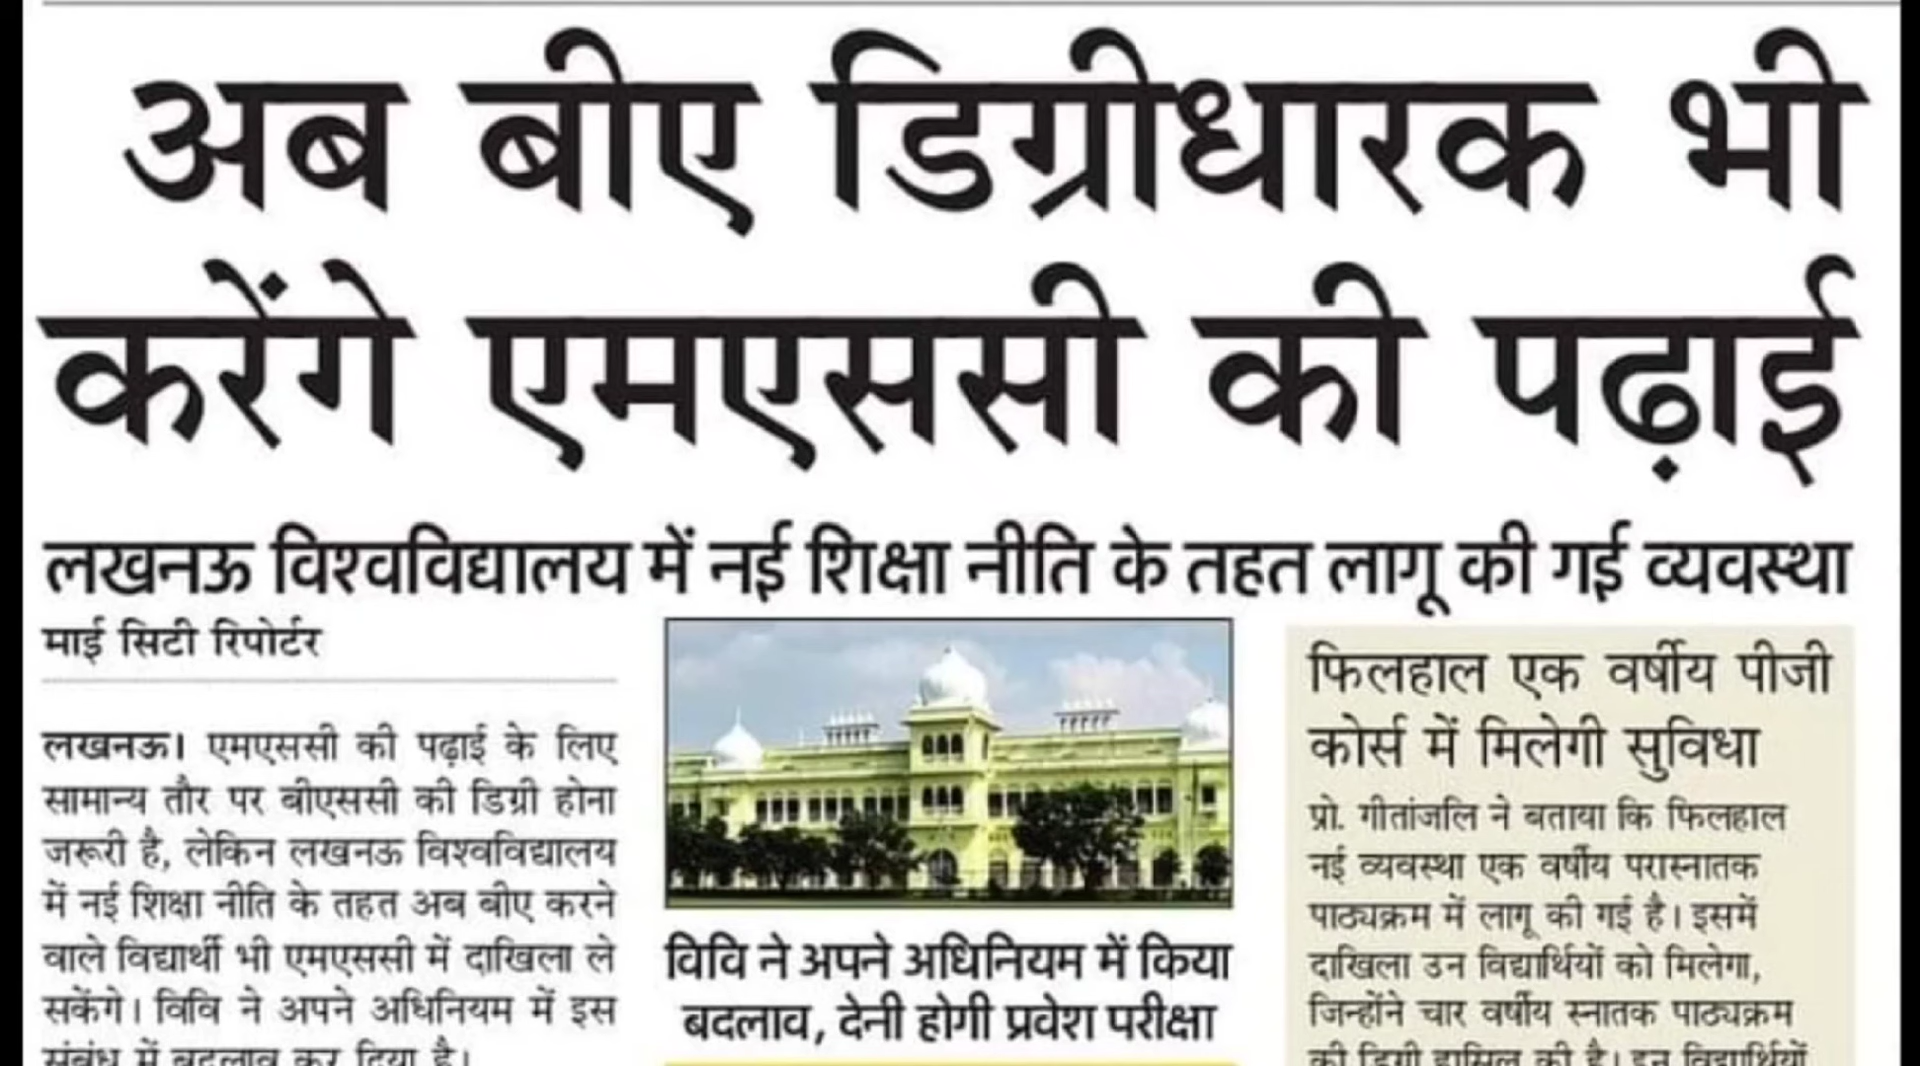 अब बीए डिग्रीधारक भी
करेंगे एमएससी की पढ़ाई
लखनऊ विश्वविद्यालय में नई शिक्षा नीति के तहत लागू की गई व्यवस्था
माई सिटी रिपोर्टर
लखनऊ। एमएससी की पढ़ाई के लिए
सामान्य तौर पर बीएससी की डिग्री होना
जरूरी है, लेकिन लखनऊ विश्वविद्यालय
में नई शिक्षा नीति के तहत अब बीए करने
वाले विद्यार्थी भी एमएससी में दाखिला ले
सकेंगे। विवि ने अपने अधिनियम में इस
संबंध में बदलाव कर दिया है।
विवि ने अपने अधिनियम में किया
बदलाव, देनी होगी प्रवेश परीक्षा
फिलहाल एक वर्षीय पीजी
कोर्स में मिलेगी सुविधा
प्रो. गीतांजलि ने बताया कि फिलहाल
नई व्यवस्था एक वर्षीय परास्नातक
पाठ्यक्रम में लागू की गई है। इसमें
दाखिला उन विद्यार्थियों को मिलेगा,
जिन्होंने चार वर्षीय स्नातक पाठ्यक्रम
की डिग्री हासिल की है। इन विद्यार्थियों